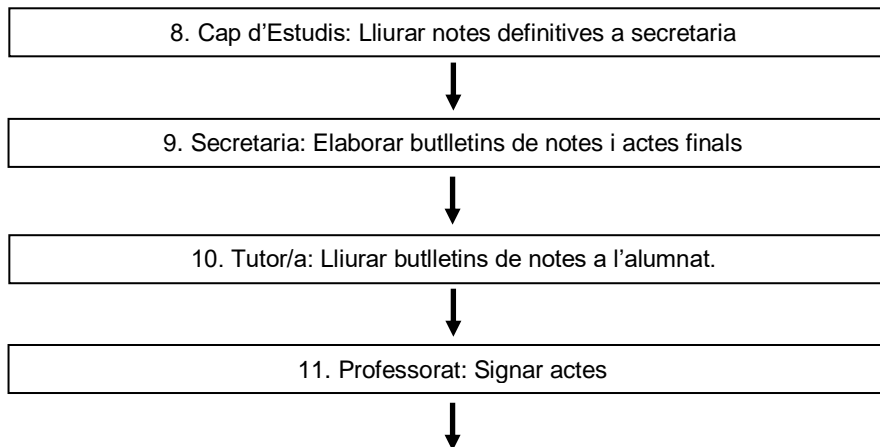 8. Cap d’Estudis: Lliurar notes definitives a secretaria
9. Secretaria: Elaborar butlletins de notes i actes finals
10. Tutor/a: Lliurar butlletins de notes a l’alumnat.
11. Professorat: Signar actes